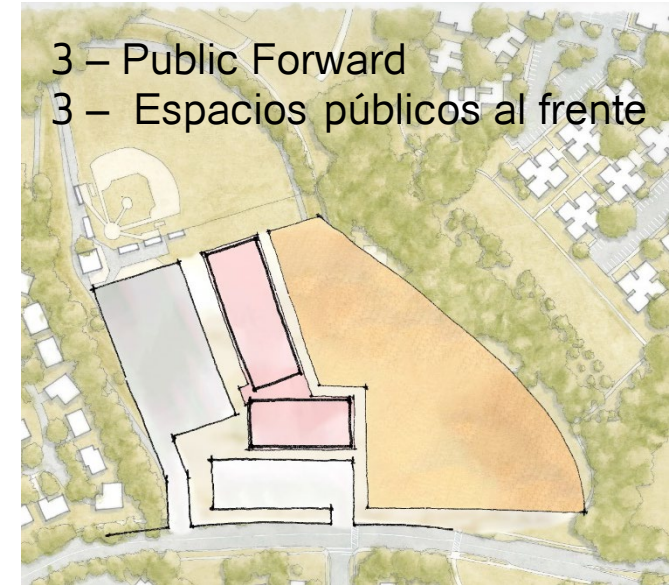 3 – Public Forward
3 – Espacios públicos al frente